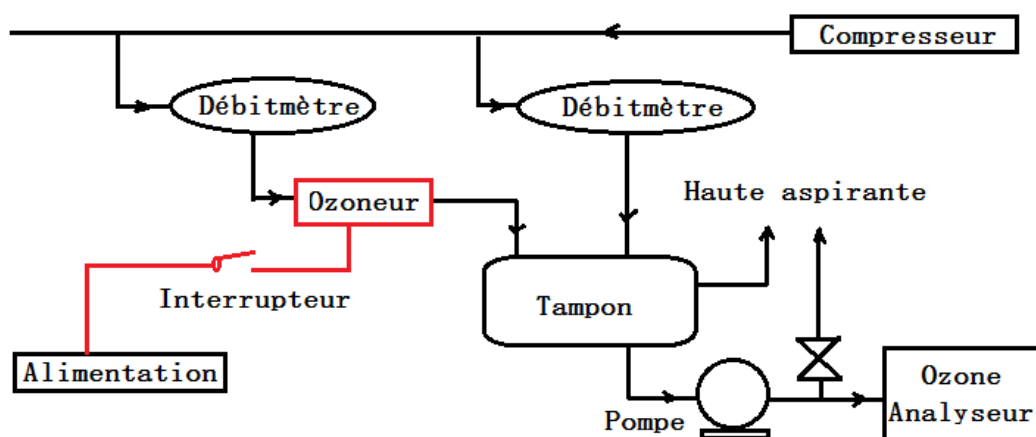 Compresseur
Débitmètre
Débitmètre
Ozoneur
Haute aspirante
Interrupteur
Tampon
Alimentation
Pompe
Ozone
Analyseur